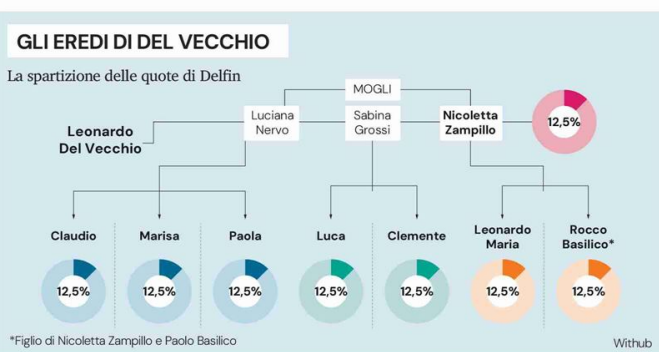 GLI EREDI DI DEL VECCHIO
La spartizione delle quote di Delfin
MOGLI
Leonardo
Del Vecchio
Luciana
Nervo
Sabina
Grossi
Nicoletta
Zampillo
12,5%
Claudio
Marisa
Paola
Luca
Clemente
Leonardo
Maria
Rocco
Basilico*
12,5%
12,5%
12,5%
12,5%
12,5%
12,5%
12,5%
*Figlio di Nicoletta Zampillo e Paolo Basilico
Withub